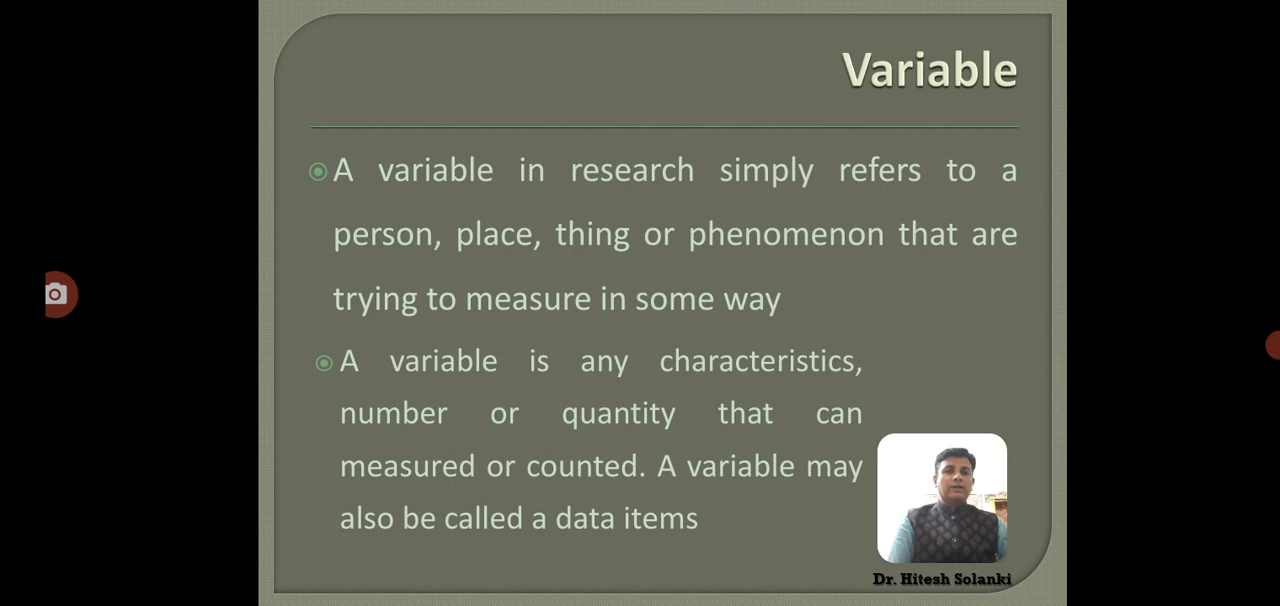 Variable
A variable in research simply refers to a
person, place, thing or phenomenon that are
trying to measure in some way
A variable is any characteristics,
number or quantity that can
measured or counted. A variable may
also be called a data items
Dr. Hitesh Solanki